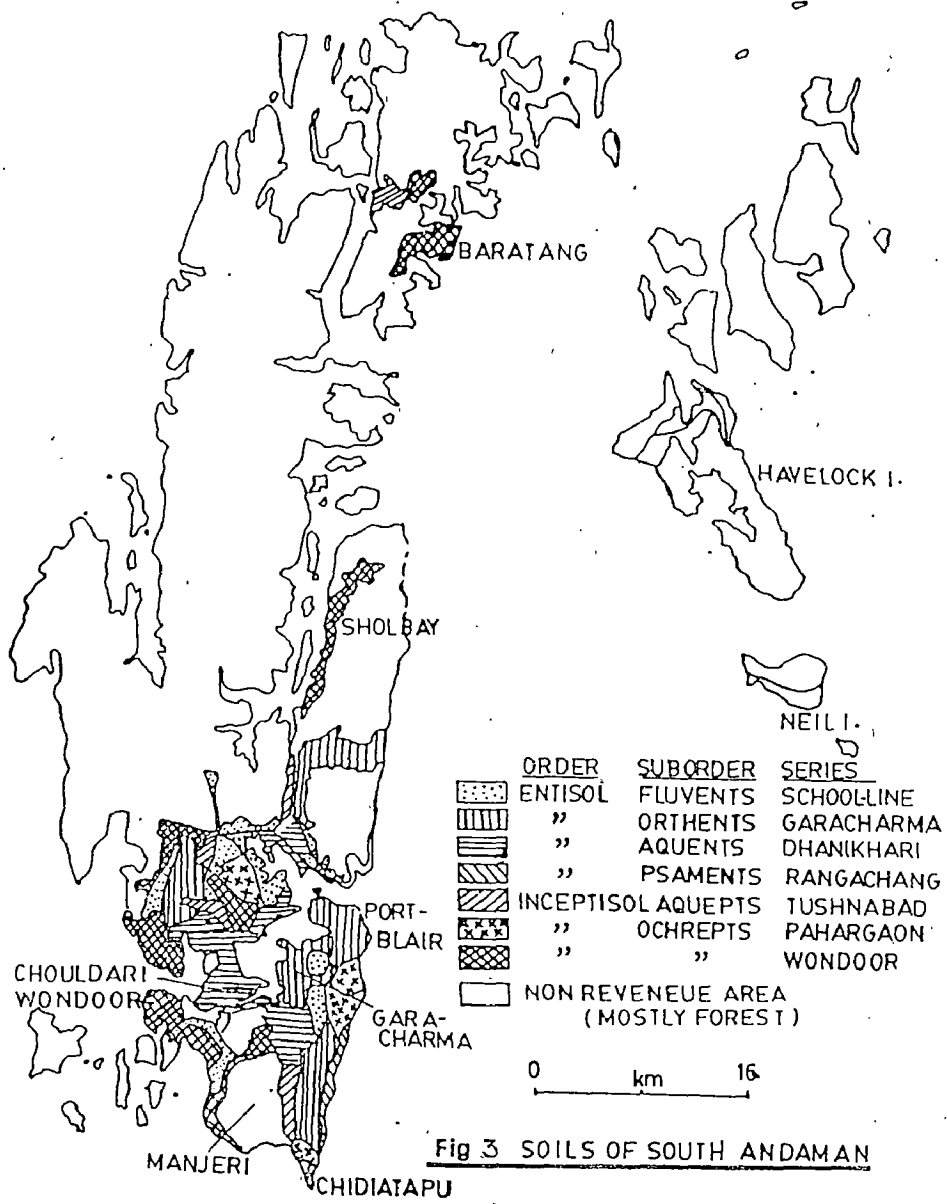 BARATANG
HAVELOCK I.
SHOLBAY
NEIL I.
ORDER SUBORDER SERIES
ENTISOL FLUVENTS SCHOOL-LINE
" ORTHENTS GARACHARMA
" AQUENTS DHANIKHARI
" PSAMENTS RANGACHANG
INCEPTISOL AQUEPTS TUSHNABAD
" OCHREPTS PAHARGAON
" " WONDOOR
NON REVENEUE AREA
(MOSTLY FOREST)
PORT-
BLAIR
CHOULDARI
WONDOOR
GARA-
CHARMA
0 km 16
MANJERI
CHIDIATAPU
Fig 3 SOILS OF SOUTH ANDAMAN